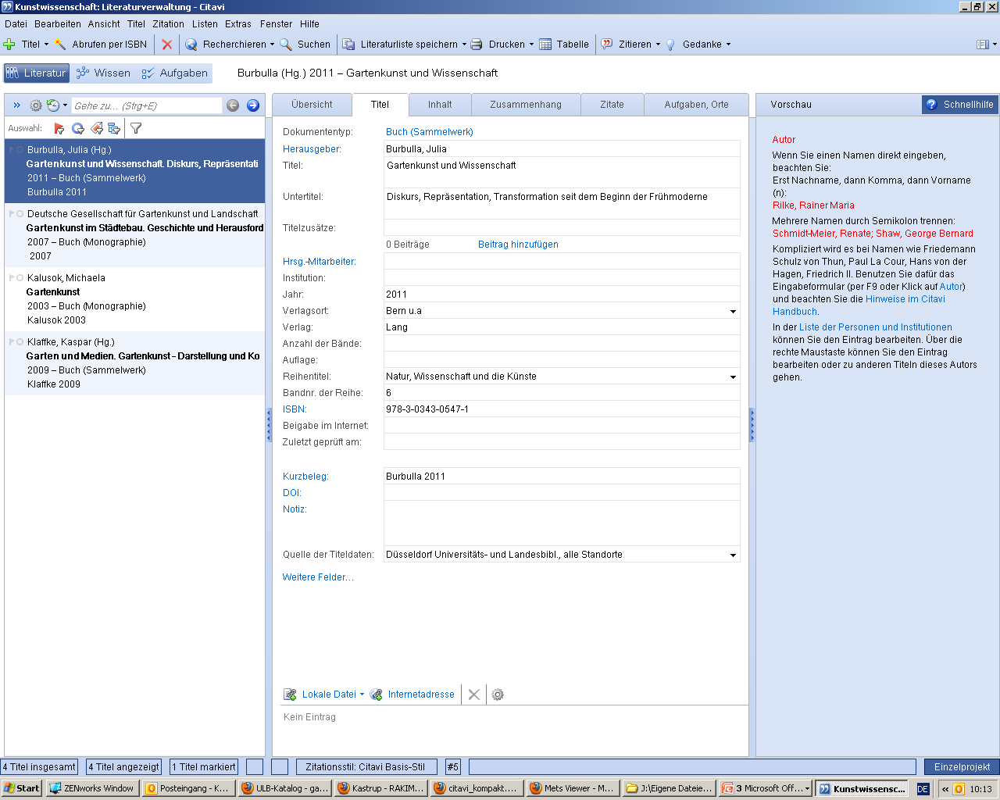 Kunstwissenschaft: Literaturverwaltung - Citavi
Datei Bearbeiten Ansicht Titel Zitation Listen Extras Fenster Hilfe
Titel Abrufen per ISBN Recherchieren Suchen Literaturliste speichern Drucken Tabelle Zitieren Gedanke
Literatur Wissen Aufgaben Burbulla (Hg.) 2011 – Gartenkunst und Wissenschaft
» Gehe zu... (Strg+E)
Auswahl:
Burbulla, Julia (Hg.)
Gartenkunst und Wissenschaft. Diskurs, Repräsentati
2011 – Buch (Sammelwerk)
Burbulla 2011
Deutsche Gesellschaft für Gartenkunst und Landschaft
Gartenkunst im Städtebau. Geschichte und Herausford
2007 – Buch (Monographie)
2007
Kalusok, Michaela
Gartenkunst
2003 – Buch (Monographie)
Kalusok 2003
Klaffke, Kaspar (Hg.)
Garten und Medien. Gartenkunst - Darstellung und Ko
2009 – Buch (Sammelwerk)
Klaffke 2009
Übersicht Titel Inhalt Zusammenhang Zitate Aufgaben, Orte
Dokumententyp: Buch (Sammelwerk)
Herausgeber: Burbulla, Julia
Titel: Gartenkunst und Wissenschaft
Untertitel: Diskurs, Repräsentation, Transformation seit dem Beginn der Frühmoderne
Titelzusätze:
0 Beiträge Beitrag hinzufügen
Hrsg.-Mitarbeiter:
Institution:
Jahr: 2011
Verlagsort: Bern u.a
Verlag: Lang
Anzahl der Bände:
Auflage:
Reihentitel: Natur, Wissenschaft und die Künste
Bandnr. der Reihe: 6
ISBN: 978-3-0343-0547-1
Beigabe im Internet:
Zuletzt geprüft am:
Kurzbeleg: Burbulla 2011
DOI:
Notiz:
Quelle der Titeldaten: Düsseldorf Universitäts- und Landesbibl., alle Standorte
Weitere Felder...
Lokale Datei Internetadresse
Kein Eintrag
Vorschau Schnellhilfe
Autor
Wenn Sie einen Namen direkt eingeben,
beachten Sie:
Erst Nachname, dann Komma, dann Vorname
(n):
Rilke, Rainer Maria
Mehrere Namen durch Semikolon trennen:
Schmidt-Meier, Renate; Shaw, George Bernard
Kompliziert wird es bei Namen wie Friedemann
Schulz von Thun, Paul La Cour, Hans von der
Hagen, Friedrich II. Benutzen Sie dafür das
Eingabeformular (per F9 oder Klick auf Autor)
und beachten Sie die Hinweise im Citavi
Handbuch.
In der Liste der Personen und Institutionen
können Sie den Eintrag bearbeiten. Über die
rechte Maustaste können Sie den Eintrag
bearbeiten oder zu anderen Titeln dieses Autors
gehen.
4 Titel insgesamt 4 Titel angezeigt 1 Titel markiert Zitationsstil: Citavi Basis-Stil #5 Einzelprojekt
Start ZENworks Window Posteingang - K... ULB-Katalog - ga... Kastrup - RAKIM... citavi_kompakt.... Mets Viewer - M... J:\Eigene Dateie... 3 Microsoft Off... Kunstwissensc... DE « 10:13